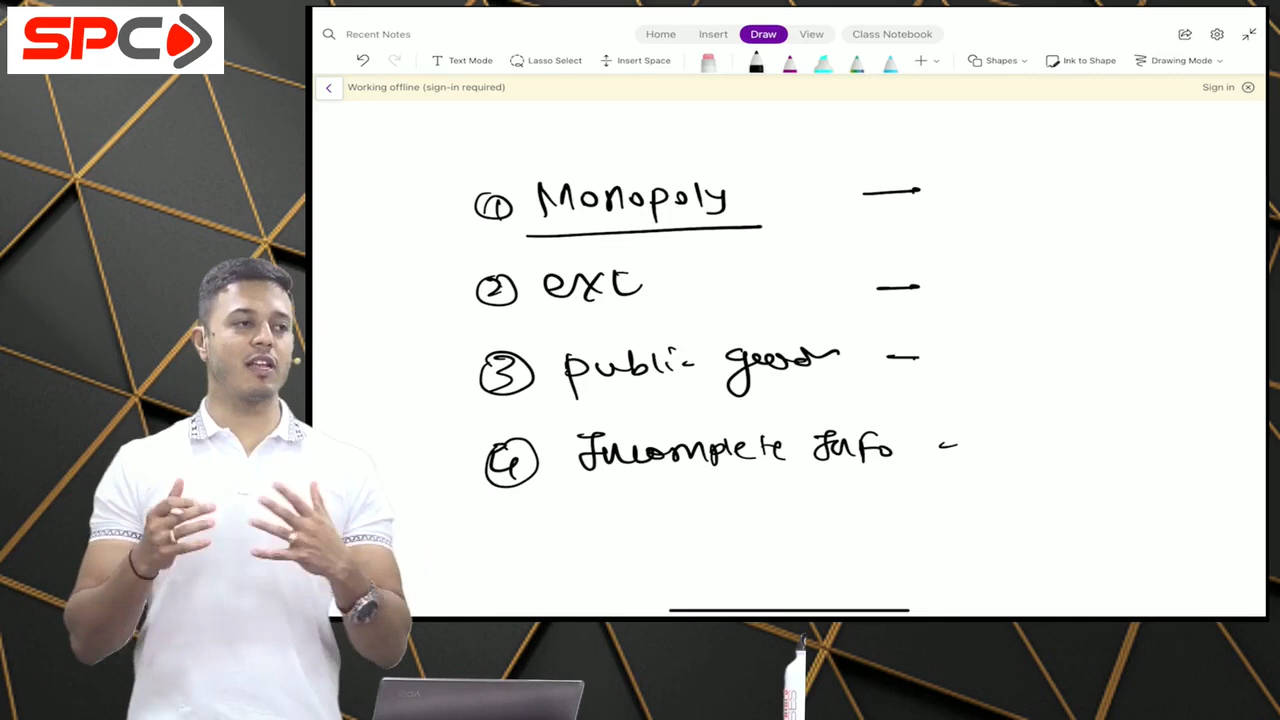 SPC
Recent Notes
Home Insert Draw View Class Notebook
Text Mode Lasso Select Insert Space Shapes Ink to Shape Drawing Mode
Working offline (sign-in required) Sign in
① Monopoly —
② ext —
③ public goods —
④ Incomplete Info -